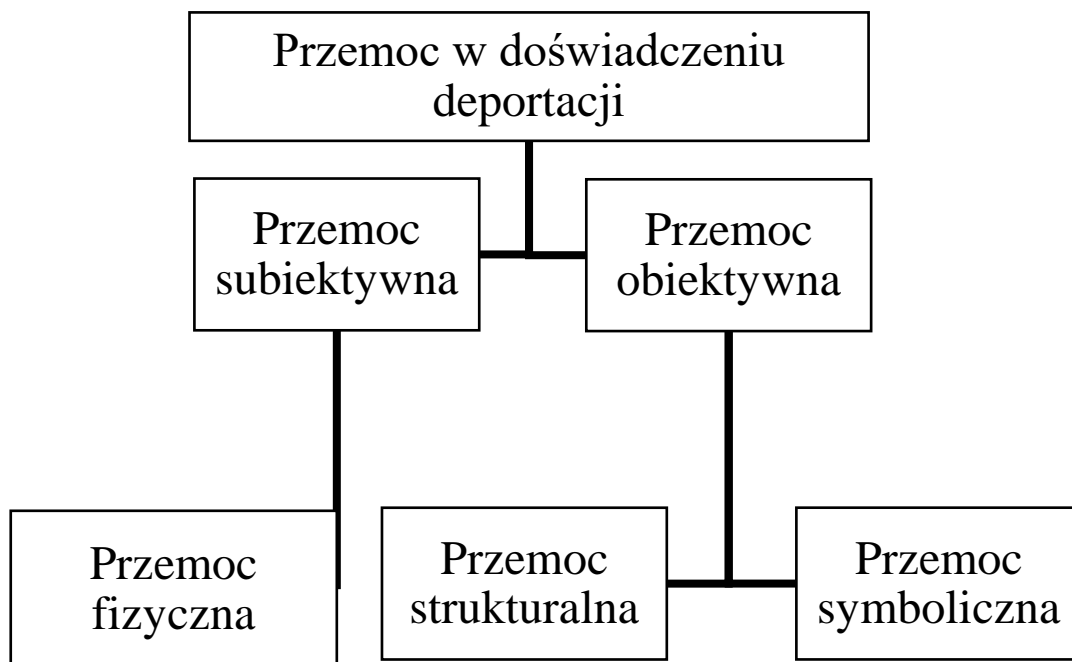 Przemoc w doświadczeniu
deportacji
Przemoc
subiektywna
Przemoc
obiektywna
Przemoc
fizyczna
Przemoc
strukturalna
Przemoc
symboliczna